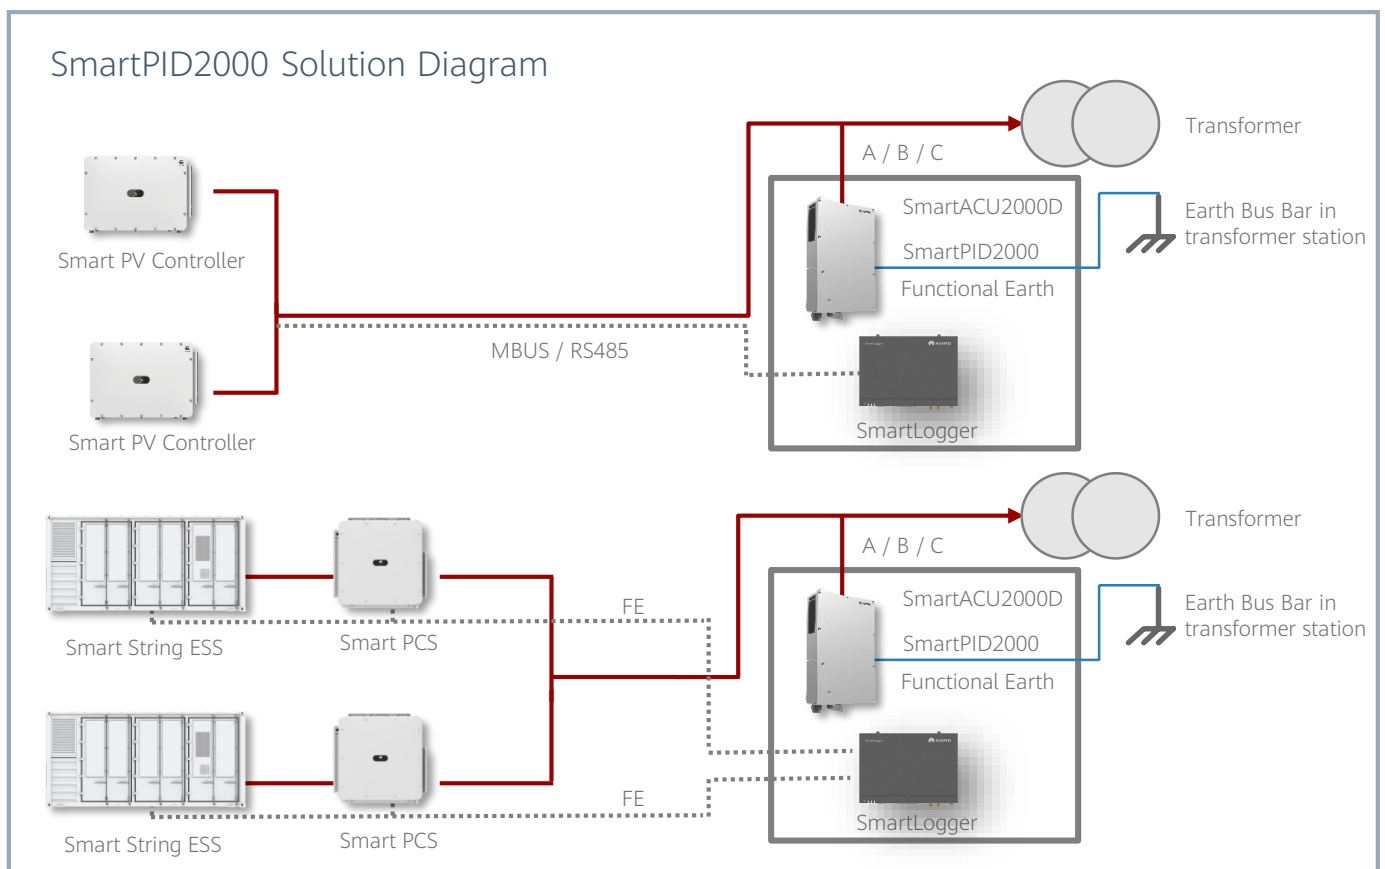 SmartPID2000 Solution Diagram
Transformer
A / B / C
SmartACU2000D
Earth Bus Bar in
transformer station
SmartPID2000
Smart PV Controller
Functional Earth
MBUS / RS485
HUAWEI
SmartLogger
Smart PV Controller
Transformer
A / B / C
SmartACU2000D
Earth Bus Bar in
transformer station
FE
SmartPID2000
Smart String ESS
Smart PCS
Functional Earth
HUAWEI
FE
SmartLogger
Smart String ESS
Smart PCS